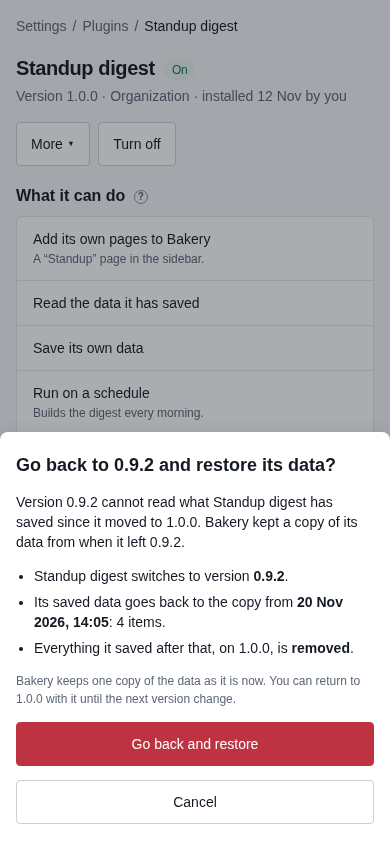 Settings / Plugins / Standup digest
Standup digest On
Version 1.0.0 · Organization · installed 12 Nov by you
More ▾ Turn off
What it can do ?
Add its own pages to Bakery
A “Standup” page in the sidebar.
Read the data it has saved
Save its own data
Run on a schedule
Builds the digest every morning.
Go back to 0.9.2 and restore its data?
Version 0.9.2 cannot read what Standup digest has
saved since it moved to 1.0.0. Bakery kept a copy of its
data from when it left 0.9.2.
• Standup digest switches to version 0.9.2.
• Its saved data goes back to the copy from 20 Nov
2026, 14:05: 4 items.
• Everything it saved after that, on 1.0.0, is removed.
Bakery keeps one copy of the data as it is now. You can return to
1.0.0 with it until the next version change.
Go back and restore
Cancel